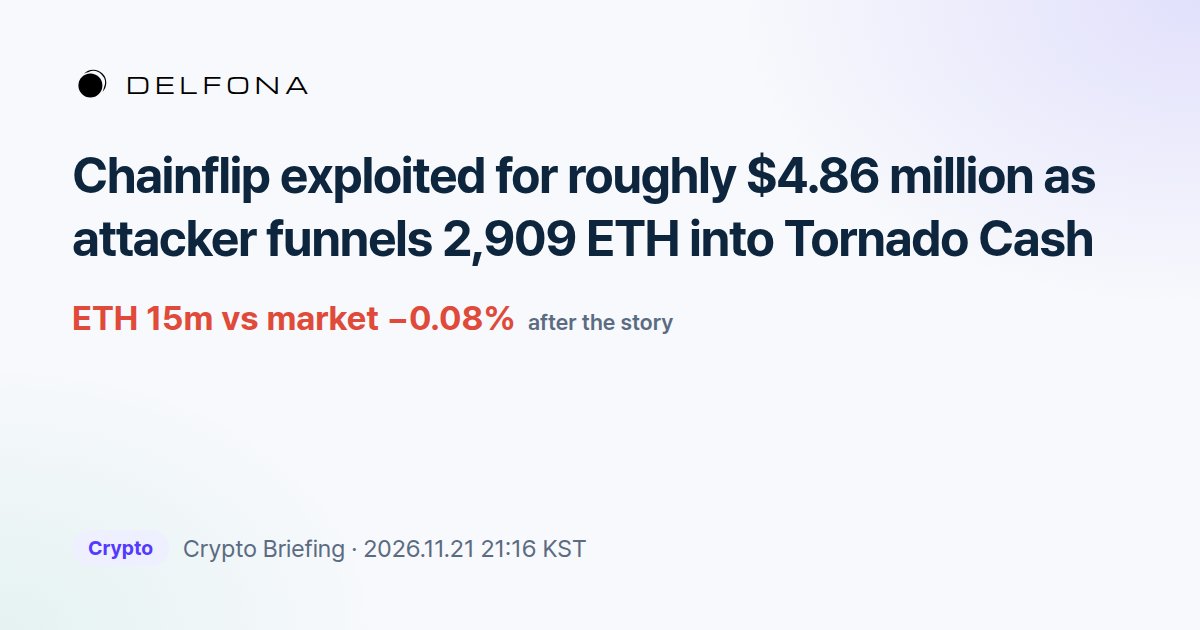 DELFONA
Chainflip exploited for roughly $4.86 million as
attacker funnels 2,909 ETH into Tornado Cash
ETH 15m vs market −0.08% after the story
Crypto Crypto Briefing · 2026.11.21 21:16 KST